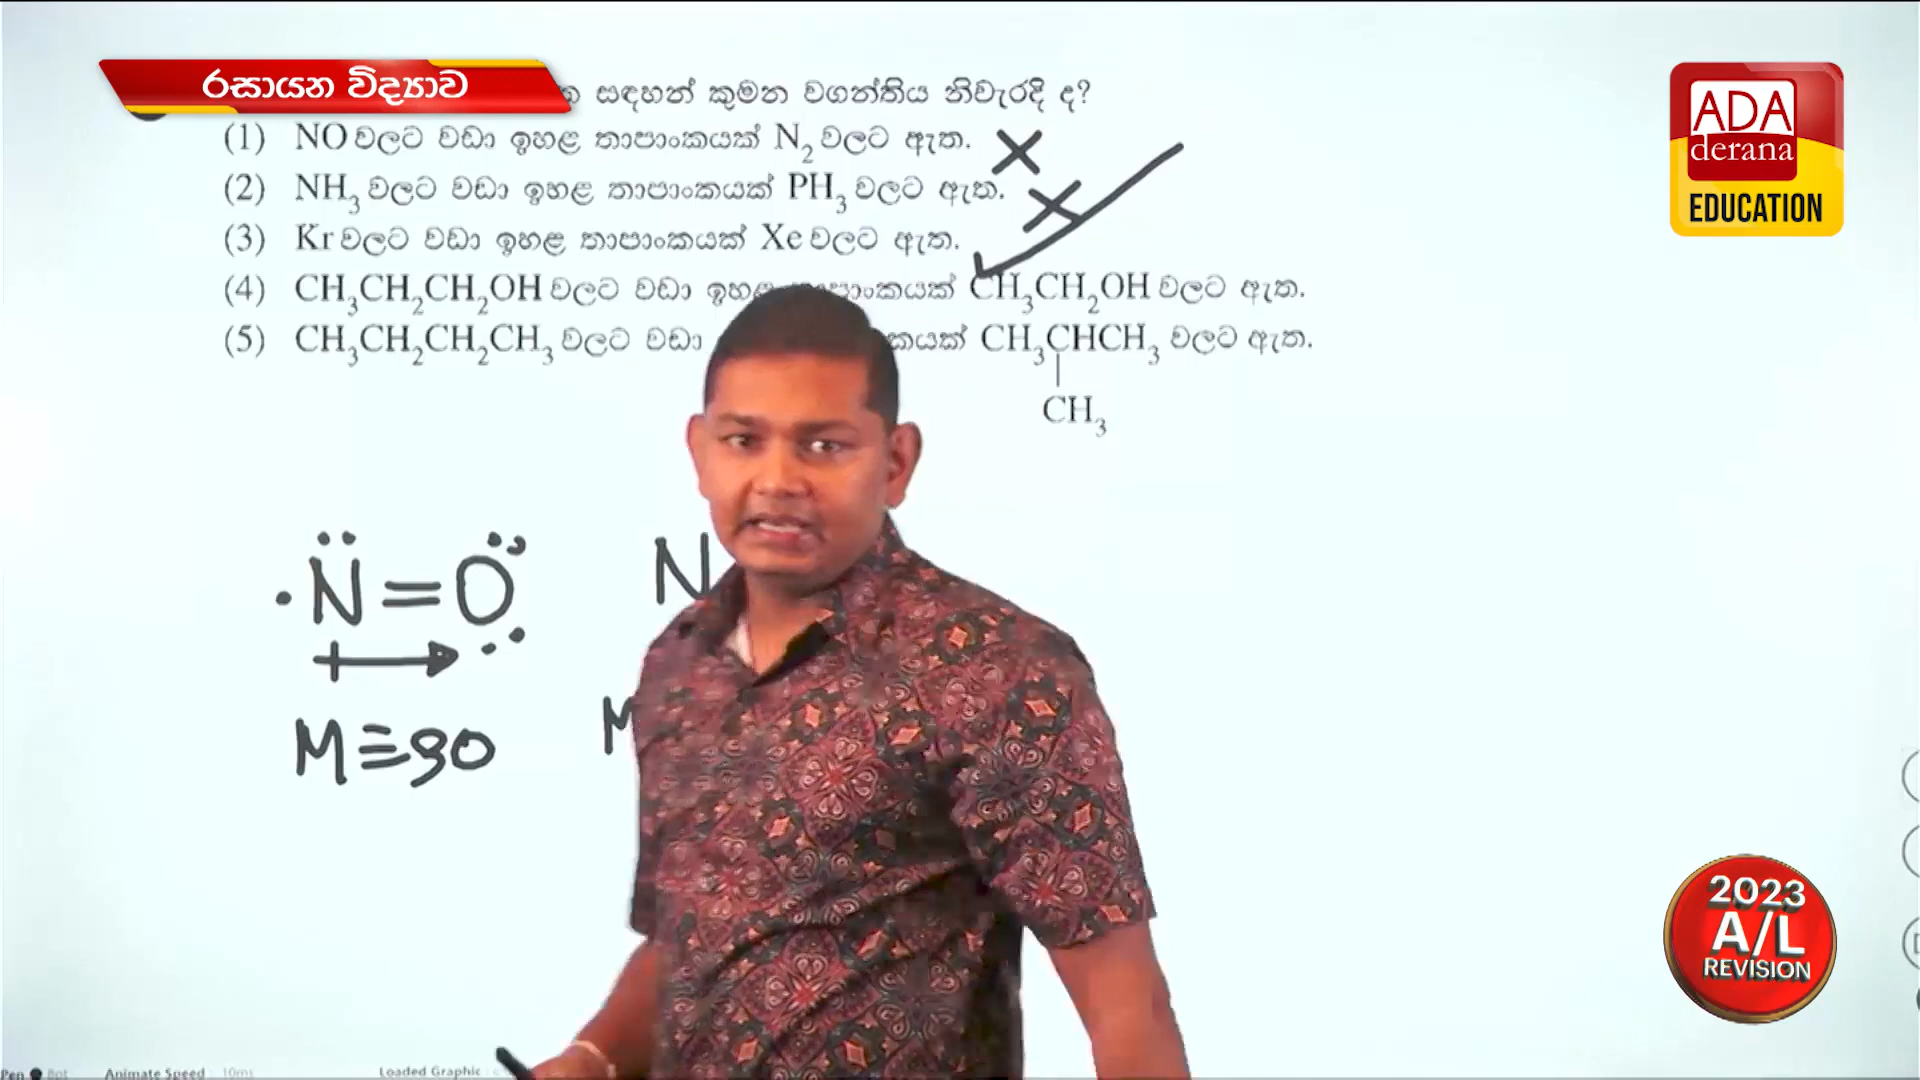 රසායන විද්‍යාව
සඳහන් කුමන වගන්තිය නිවැරදි ද?
(1) NO වලට වඩා ඉහළ තාපාංකයක් N₂ වලට ඇත.
(2) NH₃ වලට වඩා ඉහළ තාපාංකයක් PH₃ වලට ඇත.
(3) Kr වලට වඩා ඉහළ තාපාංකයක් Xe වලට ඇත.
(4) CH₃CH₂CH₂OH වලට වඩා ඉහළ තාපාංකයක් CH₃CH₂OH වලට ඇත.
(5) CH₃CH₂CH₂CH₃ වලට වඩා කයක් CH₃CHCH₃ වලට ඇත.
CH₃
ADA
derana
EDUCATION
N=O
N
M≡30
M
2023
A/L
REVISION
Pen 8pt Animate Speed : 10ms Loaded Graphic :